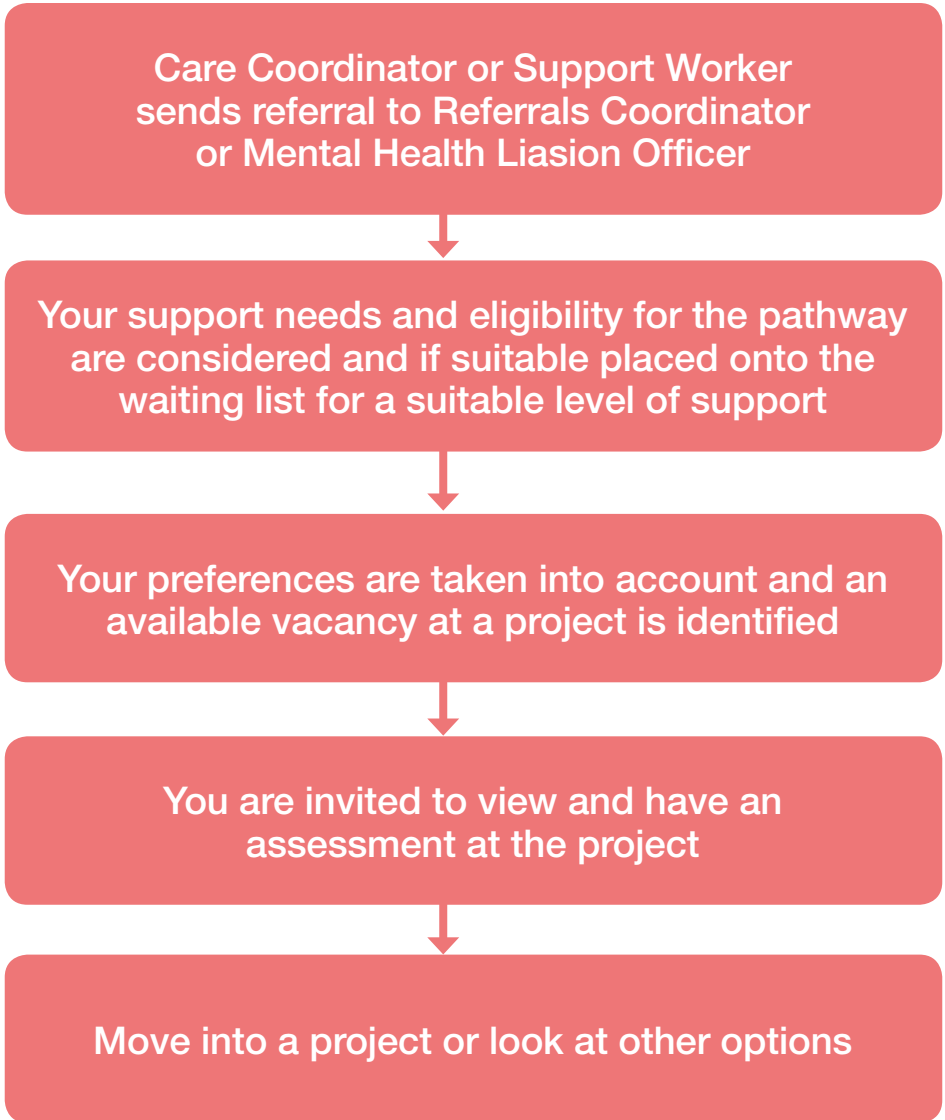 Care Coordinator or Support Worker
sends referral to Referrals Coordinator
or Mental Health Liasion Officer
Your support needs and eligibility for the pathway
are considered and if suitable placed onto the
waiting list for a suitable level of support
Your preferences are taken into account and an
available vacancy at a project is identified
You are invited to view and have an
assessment at the project
Move into a project or look at other options